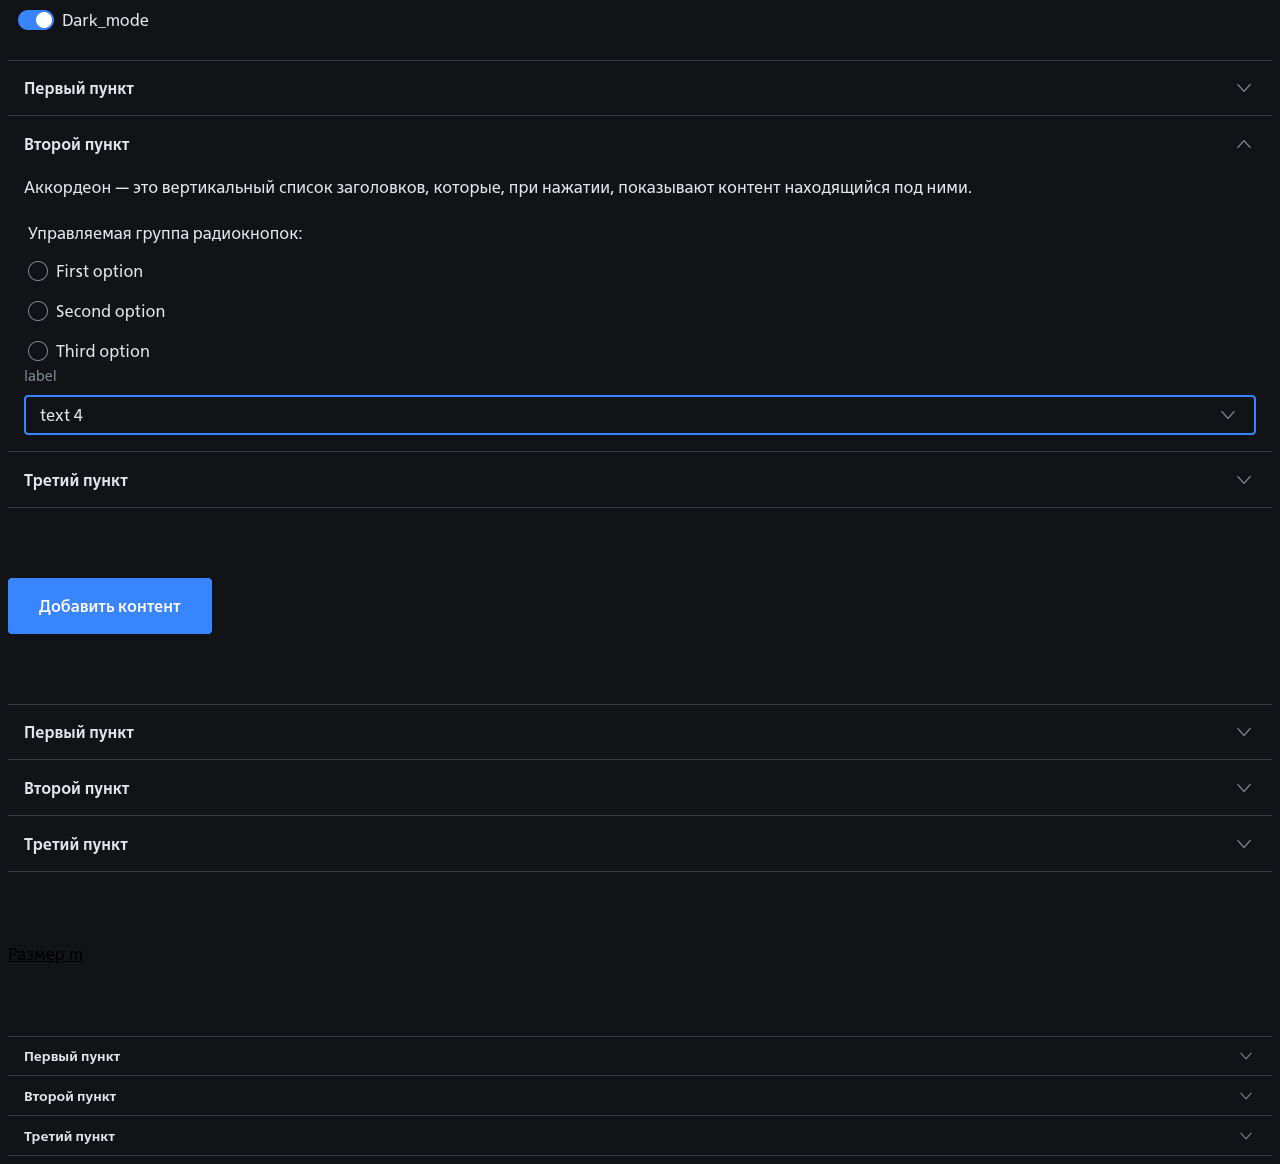 Dark_mode
Первый пункт
Второй пункт
Аккордеон — это вертикальный список заголовков, которые, при нажатии, показывают контент находящийся под ними.
Управляемая группа радиокнопок:
First option
Second option
Third option
label
text 4
Третий пункт
Добавить контент
Первый пункт
Второй пункт
Третий пункт
Размер m
Первый пункт
Второй пункт
Третий пункт